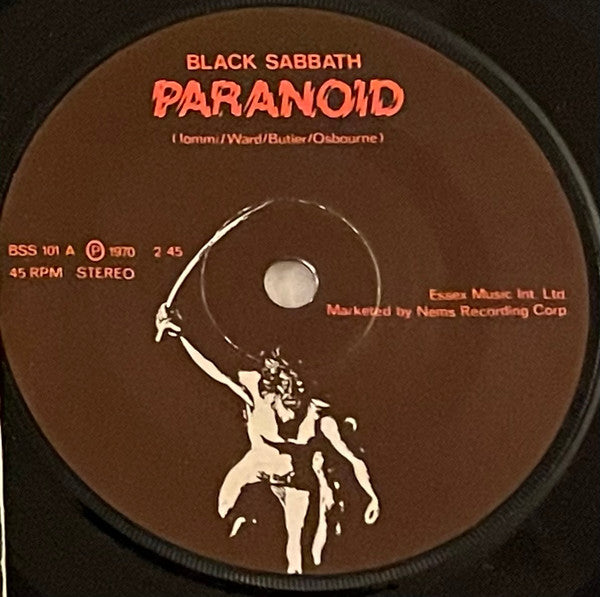 BLACK SABBATH
PARANOID
(Iommi/Ward/Butler/Osbourne)
BSS 101 A Ⓟ 1970 2 45
45 RPM STEREO
Essex Music Int. Ltd
Marketed by Nems Recording Corp